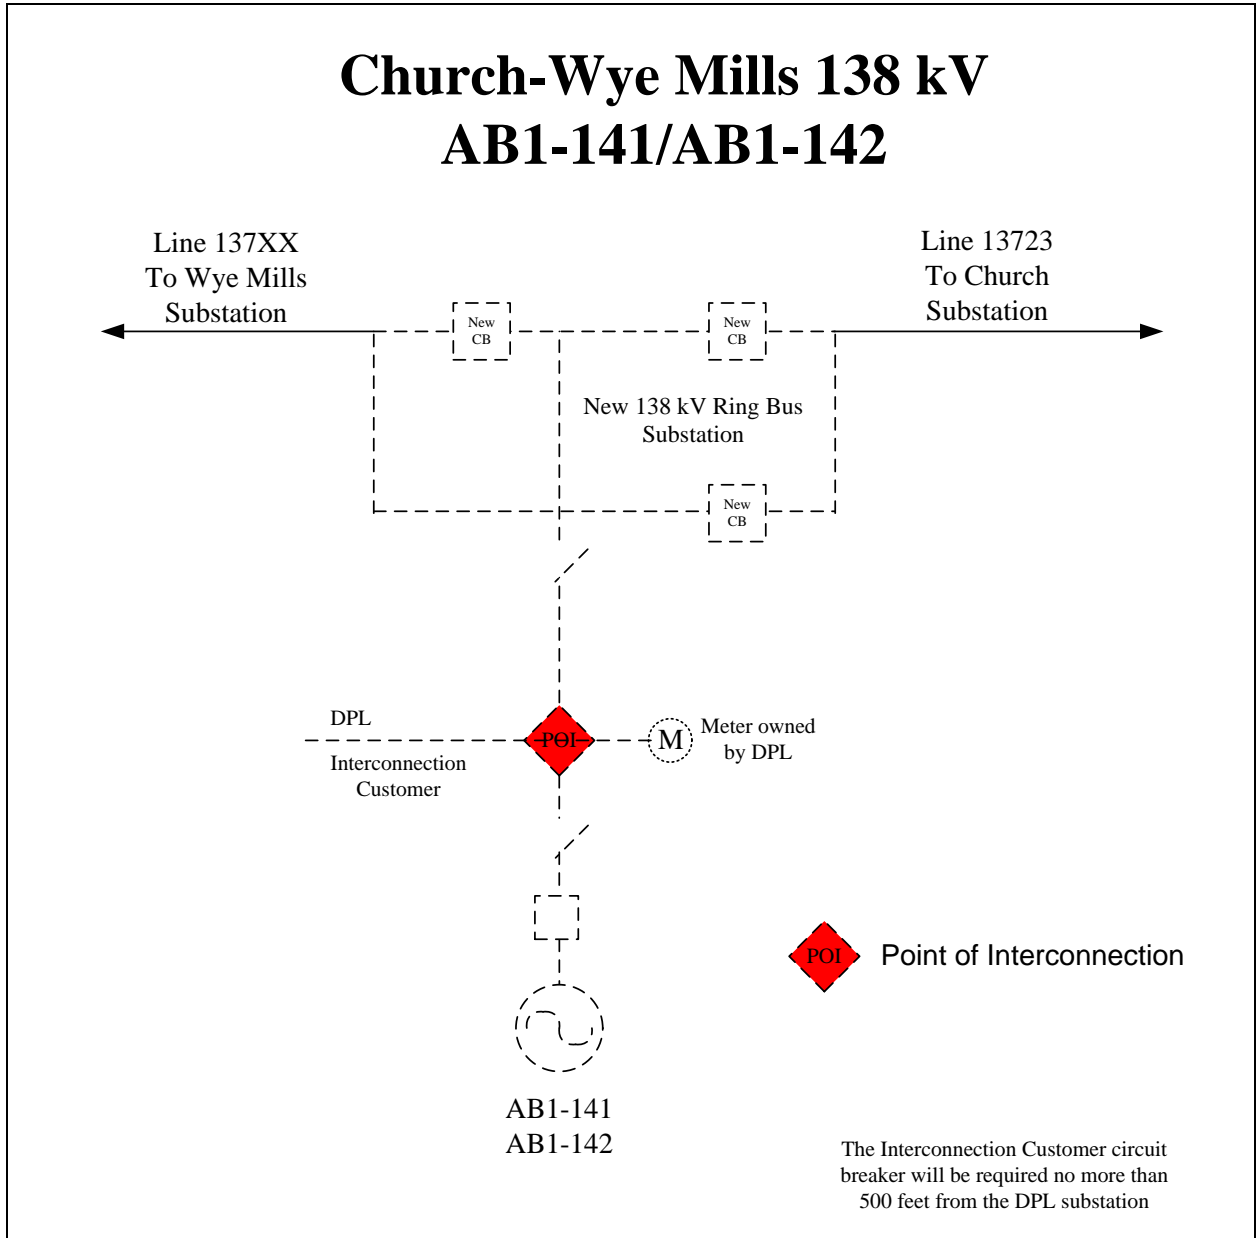 Church-Wye Mills 138 kV
AB1-141/AB1-142
Line 137XX
To Wye Mills
Substation
Line 13723
To Church
Substation
New
CB
New
CB
New 138 kV Ring Bus
Substation
New
CB
DPL
POI
M
Meter owned
by DPL
Interconnection
Customer
POI
Point of Interconnection
AB1-141
AB1-142
The Interconnection Customer circuit
breaker will be required no more than
500 feet from the DPL substation